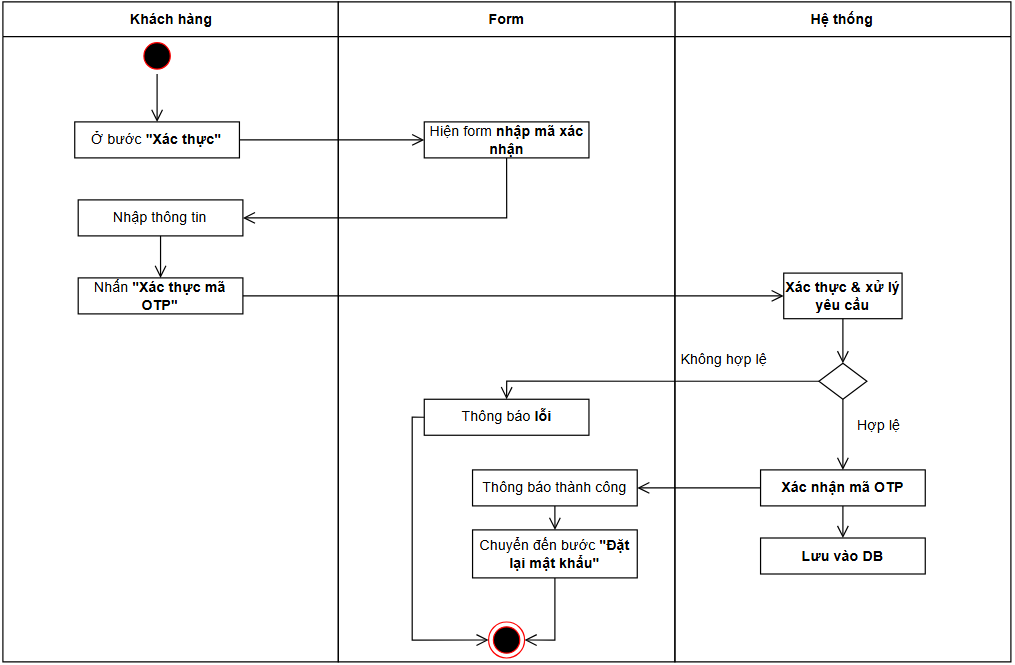 Khách hàng
Form
Hệ thống
Ở bước "Xác thực"
Hiện form nhập mã xác
nhận
Nhập thông tin
Nhấn "Xác thực mã
OTP"
Xác thực & xử lý
yêu cầu
Không hợp lệ
Thông báo lỗi
Hợp lệ
Thông báo thành công
Xác nhận mã OTP
Chuyển đến bước "Đặt
lại mật khẩu"
Lưu vào DB